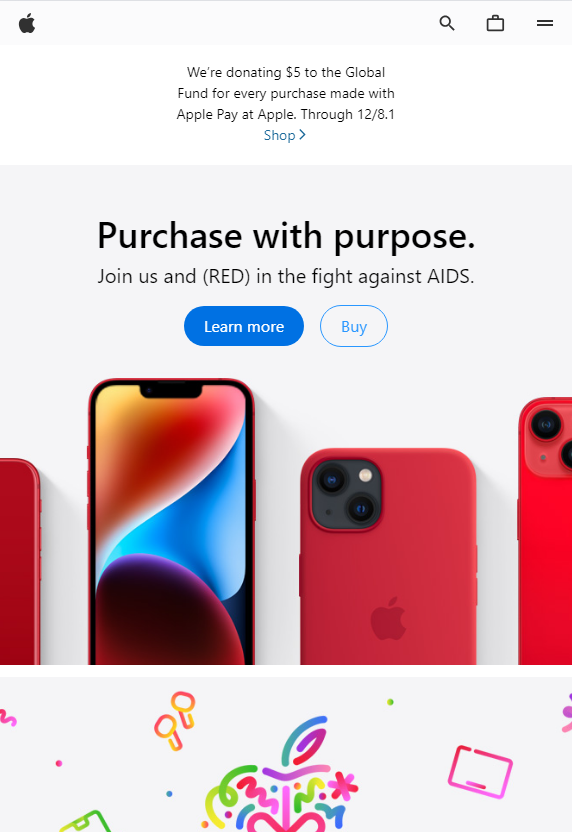 We're donating $5 to the Global
Fund for every purchase made with
Apple Pay at Apple. Through 12/8.1
Shop >
Purchase with purpose.
Join us and (RED) in the fight against AIDS.
Learn more
Buy